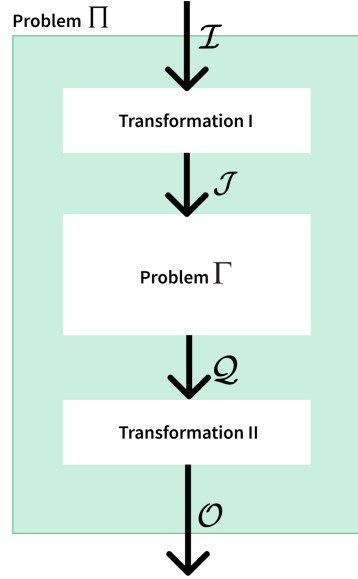 Problem Π
ℐ
Transformation I
𝒥
Problem Γ
𝒬
Transformation II
𝒪